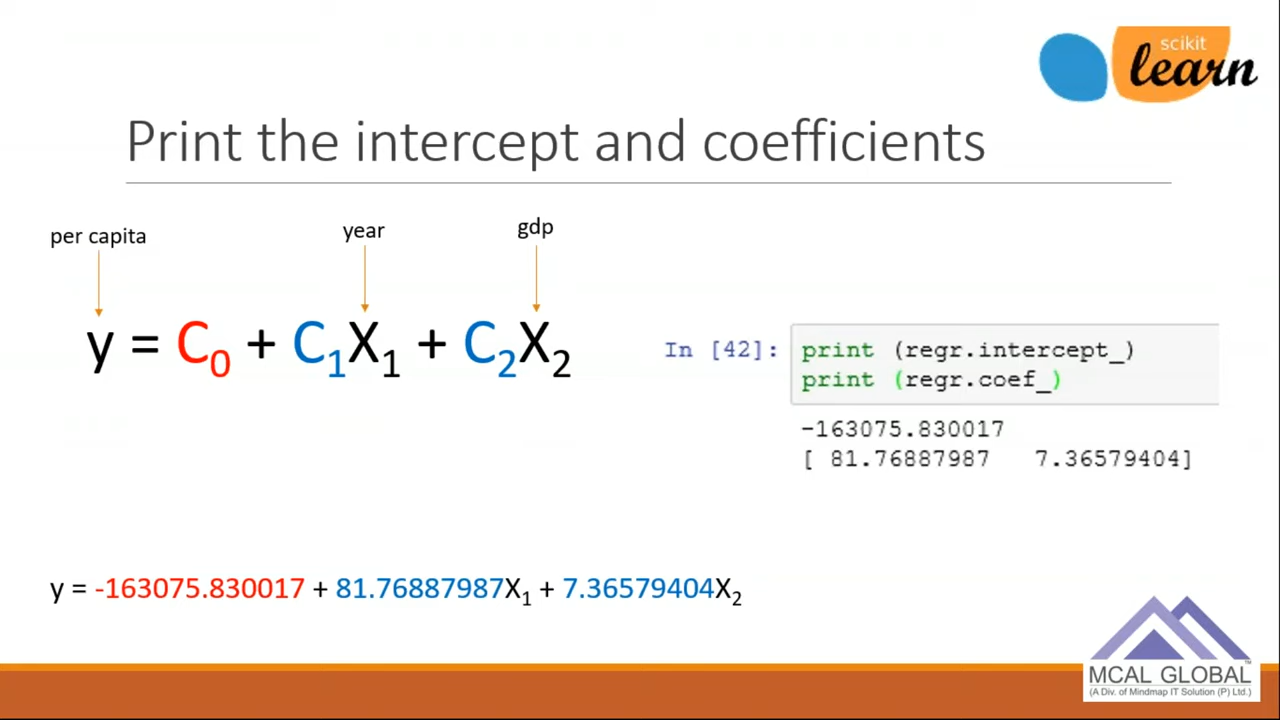 scikit
learn
Print the intercept and coefficients
per capita year gdp
y = C₀ + C₁X₁ + C₂X₂
In [42]: print (regr.intercept_)
print (regr.coef_)
-163075.830017
[ 81.76887987 7.36579404]
y = -163075.830017 + 81.76887987X₁ + 7.36579404X₂
MCAL GLOBAL™
(A Div. of Mindmap IT Solution (P) Ltd.)